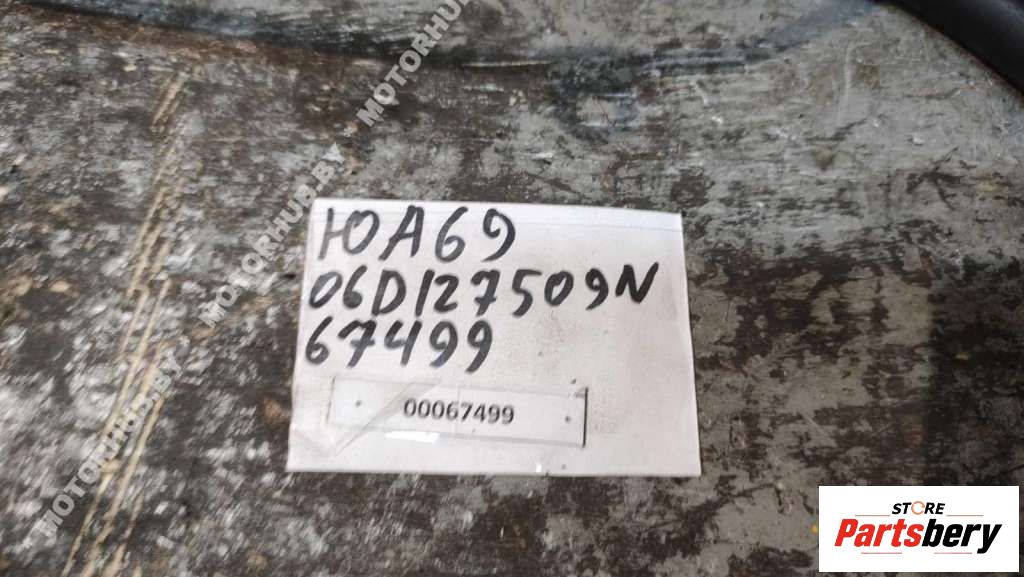 MOTORHUB.BY
MOTORHUB.BY
MOTORHUB.BY
ЮА69
06D127509N
67499
00067499
STORE
Partsbery